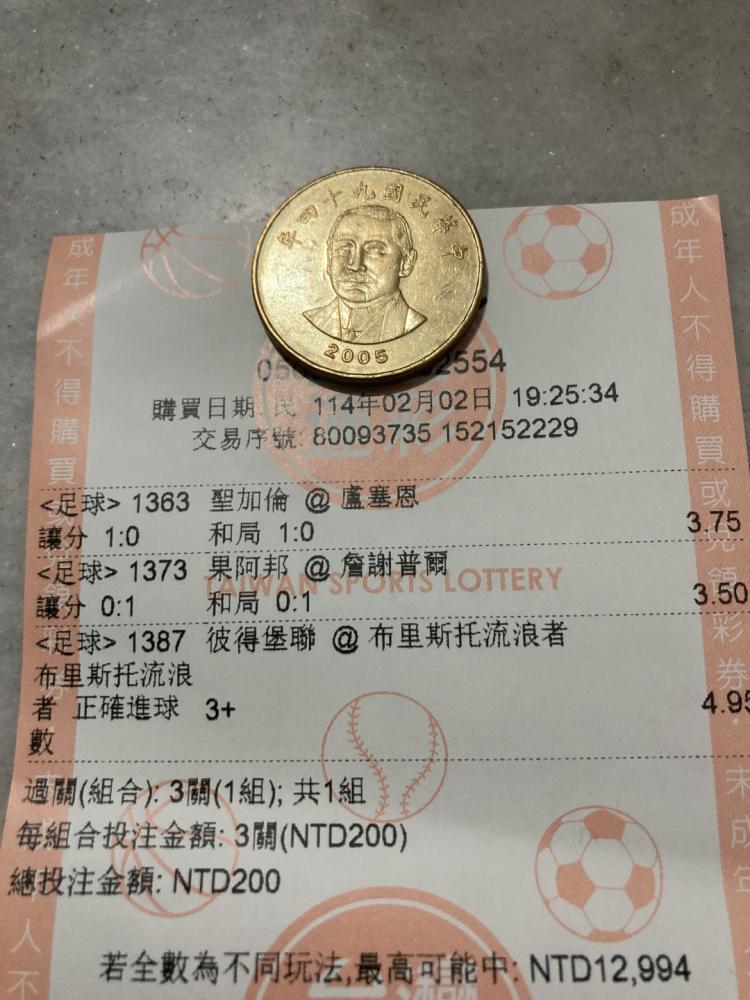 中華民國九十四年
2005
2554
購買日期: 民 114年02月02日 19:25:34
交易序號: 80093735 152152229
<足球> 1363 聖加倫 @ 盧塞恩
讓分 1:0 和局 1:0 3.75
<足球> 1373 果阿邦 @ 詹謝普爾
TAIWAN SPORTS LOTTERY
讓分 0:1 和局 0:1 3.50
<足球> 1387 彼得堡聯 @ 布里斯托流浪者
布里斯托流浪
者 正確進球 3+ 4.95
數
過關(組合): 3關(1組); 共1組
每組合投注金額: 3關(NTD200)
總投注金額: NTD200
若全數為不同玩法,最高可能中: NTD12,994
成年人不得購買
成年人不得購買或兌領彩券.未成年